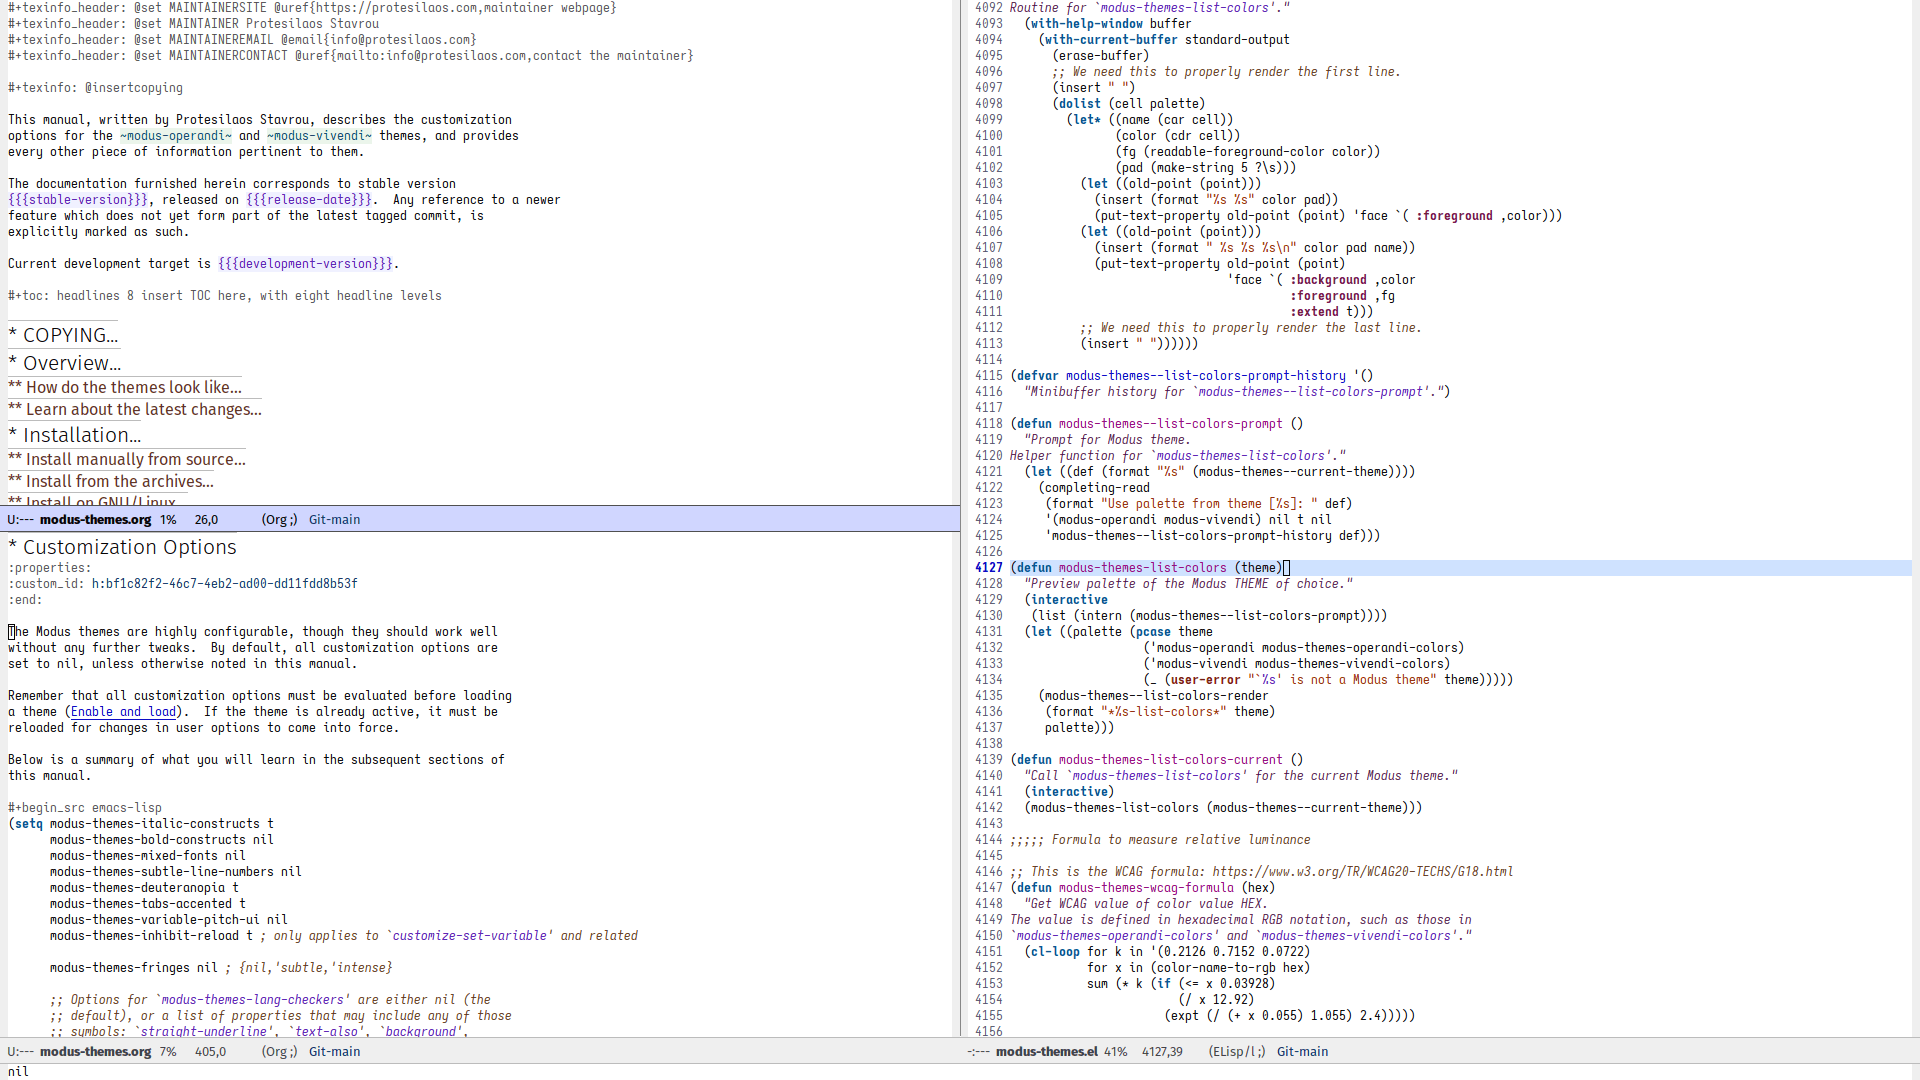 #+texinfo_header: @set MAINTAINERSITE @uref{https://protesilaos.com,maintainer webpage}
#+texinfo_header: @set MAINTAINER Protesilaos Stavrou
#+texinfo_header: @set MAINTAINEREMAIL @email{info@protesilaos.com}
#+texinfo_header: @set MAINTAINERCONTACT @uref{mailto:info@protesilaos.com,contact the maintainer}

#+texinfo: @insertcopying

This manual, written by Protesilaos Stavrou, describes the customization
options for the ~modus-operandi~ and ~modus-vivendi~ themes, and provides
every other piece of information pertinent to them.

The documentation furnished herein corresponds to stable version
{{{stable-version}}}, released on {{{release-date}}}.  Any reference to a newer
feature which does not yet form part of the latest tagged commit, is
explicitly marked as such.

Current development target is {{{development-version}}}.

#+toc: headlines 8 insert TOC here, with eight headline levels

* COPYING...
* Overview...
** How do the themes look like...
** Learn about the latest changes...
* Installation...
** Install manually from source...
** Install from the archives...
** Install on GNU/Linux
U:--- modus-themes.org 1% 26,0 (Org ;) Git-main
* Customization Options
:properties:
:custom_id: h:bf1c82f2-46c7-4eb2-ad00-dd11fdd8b53f
:end:

The Modus themes are highly configurable, though they should work well
without any further tweaks.  By default, all customization options are
set to nil, unless otherwise noted in this manual.

Remember that all customization options must be evaluated before loading
a theme (Enable and load).  If the theme is already active, it must be
reloaded for changes in user options to come into force.

Below is a summary of what you will learn in the subsequent sections of
this manual.

#+begin_src emacs-lisp
(setq modus-themes-italic-constructs t
      modus-themes-bold-constructs nil
      modus-themes-mixed-fonts nil
      modus-themes-subtle-line-numbers nil
      modus-themes-deuteranopia t
      modus-themes-tabs-accented t
      modus-themes-variable-pitch-ui nil
      modus-themes-inhibit-reload t ; only applies to `customize-set-variable' and related

      modus-themes-fringes nil ; {nil,'subtle,'intense}

      ;; Options for `modus-themes-lang-checkers' are either nil (the
      ;; default), or a list of properties that may include any of those
      ;; symbols: `straight-underline', `text-also', `background',
U:--- modus-themes.org 7% 405,0 (Org ;) Git-main
4092 Routine for `modus-themes-list-colors'."
4093   (with-help-window buffer
4094     (with-current-buffer standard-output
4095       (erase-buffer)
4096       ;; We need this to properly render the first line.
4097       (insert " ")
4098       (dolist (cell palette)
4099         (let* ((name (car cell))
4100                (color (cdr cell))
4101                (fg (readable-foreground-color color))
4102                (pad (make-string 5 ?\s)))
4103           (let ((old-point (point)))
4104             (insert (format "%s %s" color pad))
4105             (put-text-property old-point (point) 'face `( :foreground ,color)))
4106           (let ((old-point (point)))
4107             (insert (format " %s %s %s\n" color pad name))
4108             (put-text-property old-point (point)
4109                                'face `( :background ,color
4110                                         :foreground ,fg
4111                                         :extend t)))
4112           ;; We need this to properly render the last line.
4113           (insert " "))))))
4114
4115 (defvar modus-themes--list-colors-prompt-history '()
4116   "Minibuffer history for `modus-themes--list-colors-prompt'.")
4117
4118 (defun modus-themes--list-colors-prompt ()
4119   "Prompt for Modus theme.
4120 Helper function for `modus-themes-list-colors'."
4121   (let ((def (format "%s" (modus-themes--current-theme))))
4122     (completing-read
4123      (format "Use palette from theme [%s]: " def)
4124      '(modus-operandi modus-vivendi) nil t nil
4125      'modus-themes--list-colors-prompt-history def)))
4126
4127 (defun modus-themes-list-colors (theme)
4128   "Preview palette of the Modus THEME of choice."
4129   (interactive
4130    (list (intern (modus-themes--list-colors-prompt))))
4131   (let ((palette (pcase theme
4132                    ('modus-operandi modus-themes-operandi-colors)
4133                    ('modus-vivendi modus-themes-vivendi-colors)
4134                    (_ (user-error "`%s' is not a Modus theme" theme)))))
4135     (modus-themes--list-colors-render
4136      (format "*%s-list-colors*" theme)
4137      palette)))
4138
4139 (defun modus-themes-list-colors-current ()
4140   "Call `modus-themes-list-colors' for the current Modus theme."
4141   (interactive)
4142   (modus-themes-list-colors (modus-themes--current-theme)))
4143
4144 ;;;;; Formula to measure relative luminance
4145
4146 ;; This is the WCAG formula: https://www.w3.org/TR/WCAG20-TECHS/G18.html
4147 (defun modus-themes-wcag-formula (hex)
4148   "Get WCAG value of color value HEX.
4149 The value is defined in hexadecimal RGB notation, such as those in
4150 `modus-themes-operandi-colors' and `modus-themes-vivendi-colors'."
4151   (cl-loop for k in '(0.2126 0.7152 0.0722)
4152            for x in (color-name-to-rgb hex)
4153            sum (* k (if (<= x 0.03928)
4154                         (/ x 12.92)
4155                       (expt (/ (+ x 0.055) 1.055) 2.4)))))
4156
-:--- modus-themes.el 41% 4127,39 (ELisp/l ;) Git-main
nil